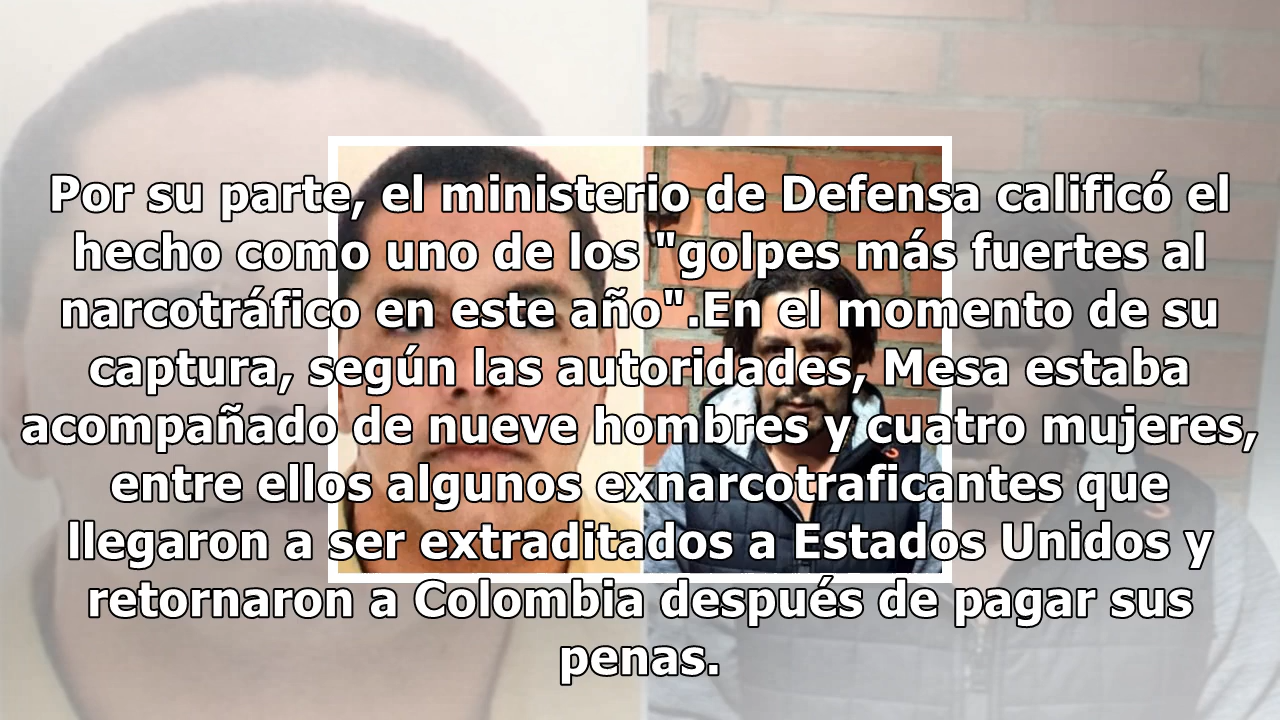 Por su parte, el ministerio de Defensa calificó el
hecho como uno de los "golpes más fuertes al
narcotráfico en este año".En el momento de su
captura, según las autoridades, Mesa estaba
acompañado de nueve hombres y cuatro mujeres,
entre ellos algunos exnarcotraficantes que
llegaron a ser extraditados a Estados Unidos y
retornaron a Colombia después de pagar sus
penas.